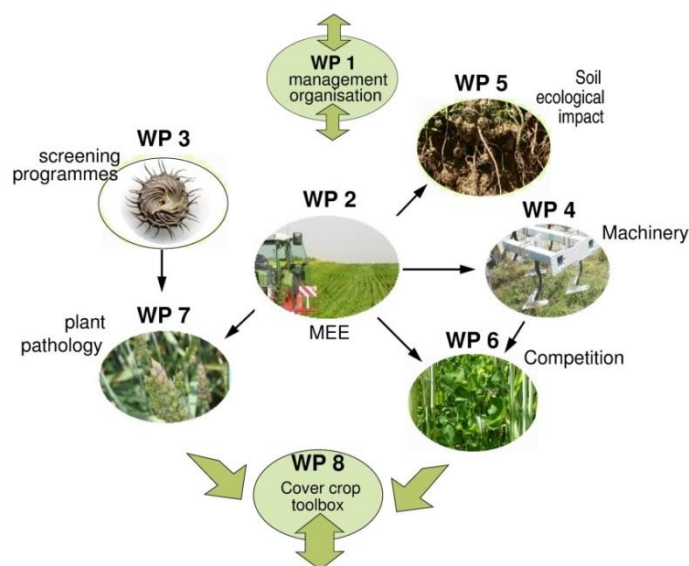 WP 1
management
organisation
WP 5
Soil
ecological
impact
WP 3
screening
programmes
WP 2
WP 4
Machinery
MEE
WP 7
plant
pathology
WP 6
Competition
WP 8
Cover crop
toolbox